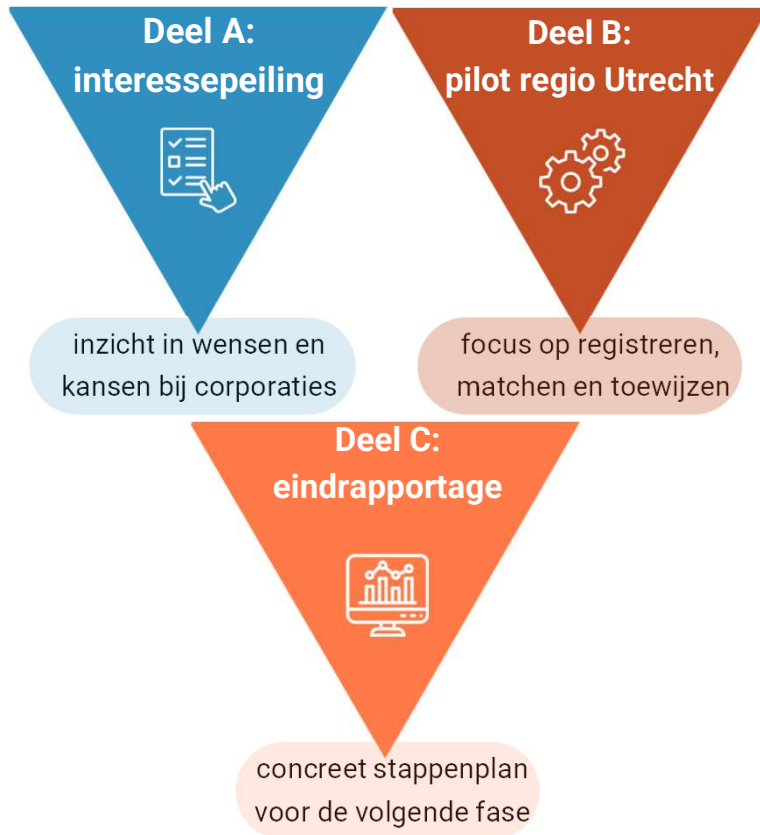 Deel A:
interessepeiling
inzicht in wensen en
kansen bij corporaties
Deel B:
pilot regio Utrecht
focus op registreren,
matchen en toewijzen
Deel C:
eindrapportage
concreet stappenplan
voor de volgende fase